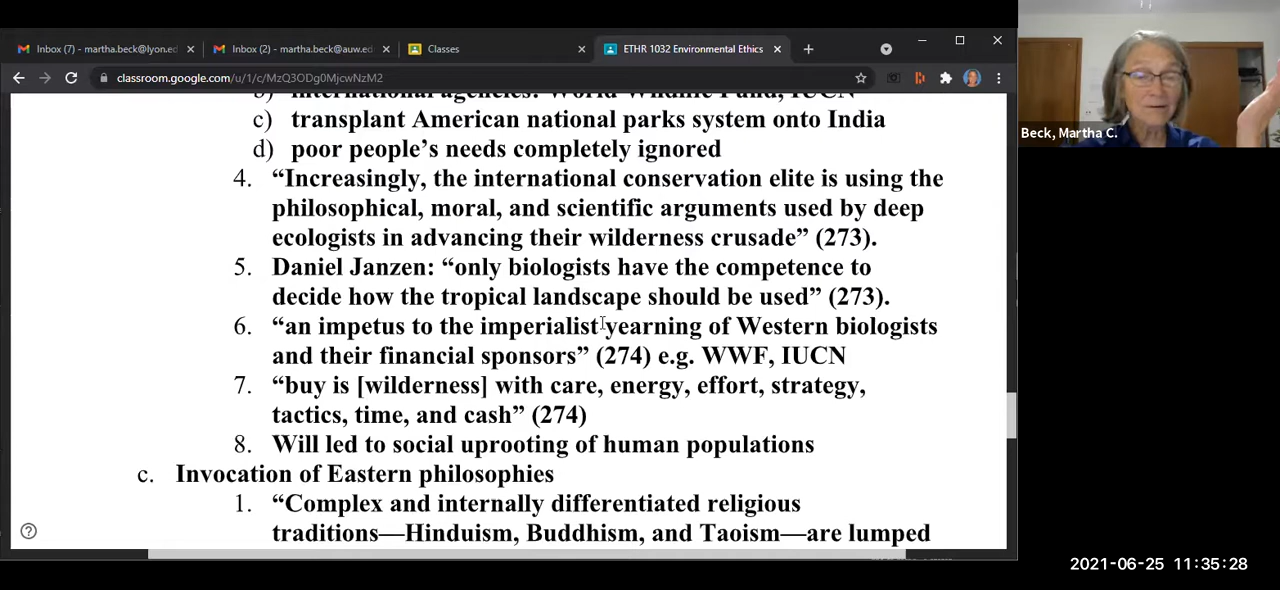 Inbox (7) - martha.beck@lyon.ed
Inbox (2) - martha.beck@auw.ed
Classes
ETHR 1032 Environmental Ethics
classroom.google.com/u/1/c/MzQ3ODg0MjcwNzM2
b) international agencies: World Wildlife Fund, IUCN
c) transplant American national parks system onto India
d) poor people’s needs completely ignored
4. “Increasingly, the international conservation elite is using the
philosophical, moral, and scientific arguments used by deep
ecologists in advancing their wilderness crusade” (273).
5. Daniel Janzen: “only biologists have the competence to
decide how the tropical landscape should be used” (273).
6. “an impetus to the imperialist yearning of Western biologists
and their financial sponsors” (274) e.g. WWF, IUCN
7. “buy is [wilderness] with care, energy, effort, strategy,
tactics, time, and cash” (274)
8. Will led to social uprooting of human populations
c. Invocation of Eastern philosophies
1. “Complex and internally differentiated religious
traditions—Hinduism, Buddhism, and Taoism—are lumped
Beck, Martha C.
2021-06-25 11:35:28